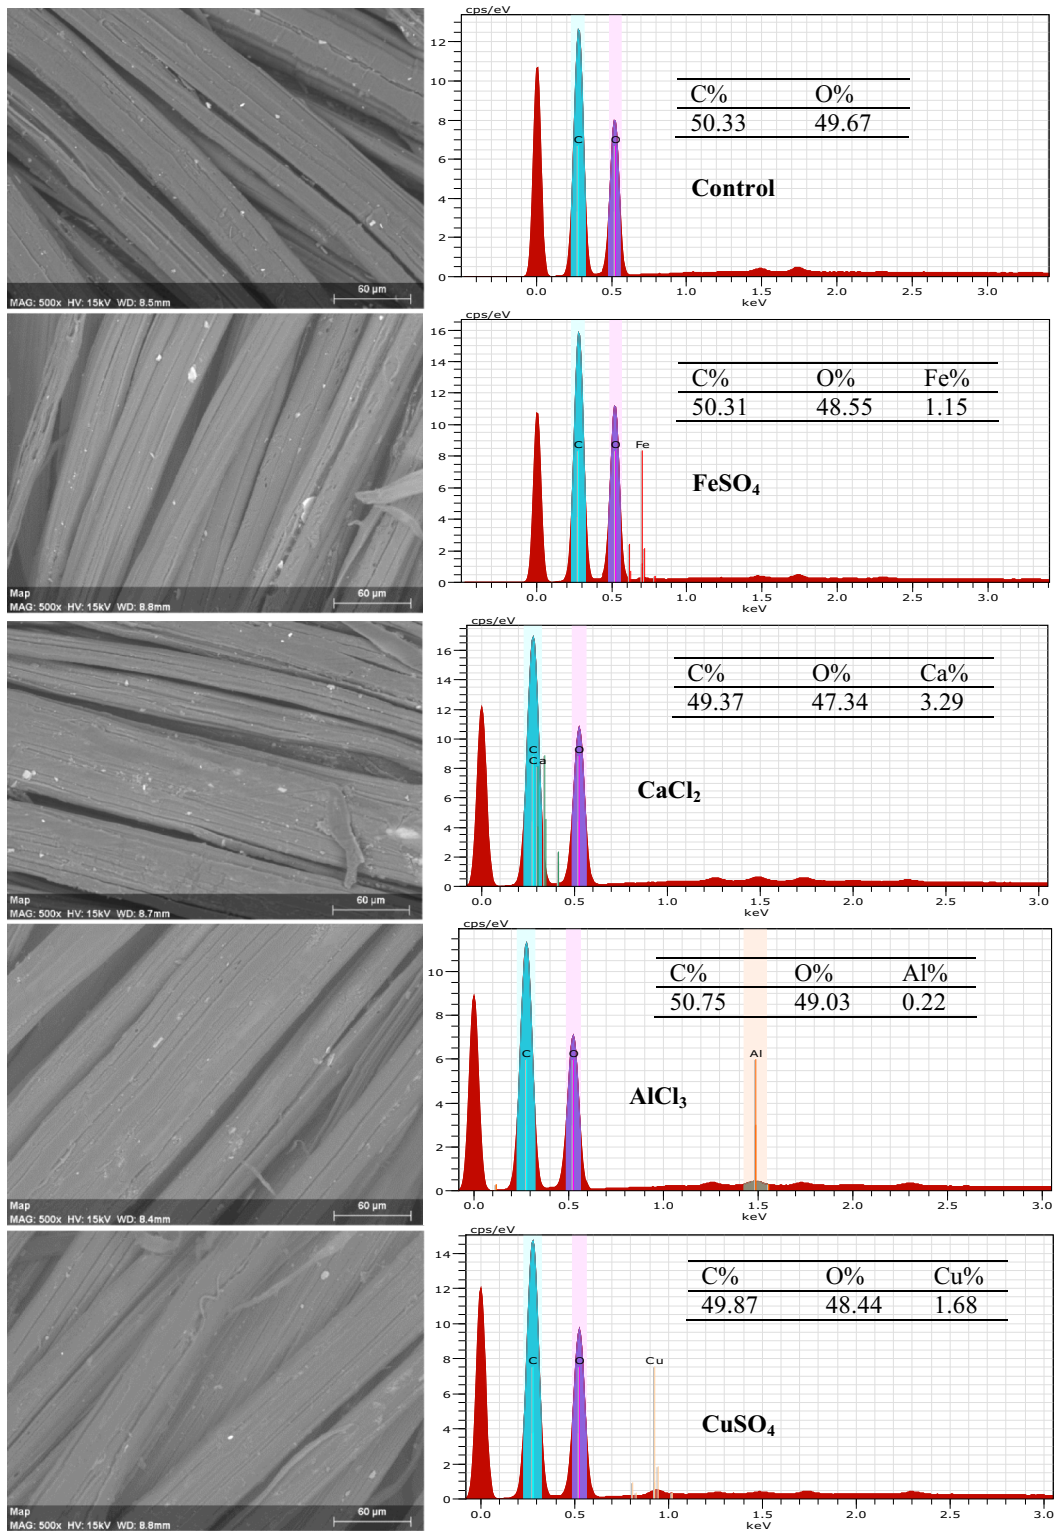 MAG: 500x HV: 15kV WD: 8.5mm
60 µm
cps/eV
12
10
8
6
4
2
0
C
O
0.0 0.5 1.0 1.5 2.0 2.5 3.0
keV
C% O%
50.33 49.67
Control
Map
MAG: 500x HV: 15kV WD: 8.8mm
60 µm
cps/eV
16
14
12
10
8
6
4
2
0
C
O
Fe
0.0 0.5 1.0 1.5 2.0 2.5 3.0
keV
C% O% Fe%
50.31 48.55 1.15
FeSO₄
Map
MAG: 500x HV: 15kV WD: 8.7mm
60 µm
cps/eV
16
14
12
10
8
6
4
2
0
C
Ca
O
0.0 0.5 1.0 1.5 2.0 2.5 3.0
keV
C% O% Ca%
49.37 47.34 3.29
CaCl₂
Map
MAG: 500x HV: 15kV WD: 8.4mm
60 µm
cps/eV
10
8
6
4
2
0
C
O
Al
0.0 0.5 1.0 1.5 2.0 2.5 3.0
keV
C% O% Al%
50.75 49.03 0.22
AlCl₃
Map
MAG: 500x HV: 15kV WD: 8.8mm
60 µm
cps/eV
14
12
10
8
6
4
2
0
C
O
Cu
0.0 0.5 1.0 1.5 2.0 2.5 3.0
keV
C% O% Cu%
49.87 48.44 1.68
CuSO₄